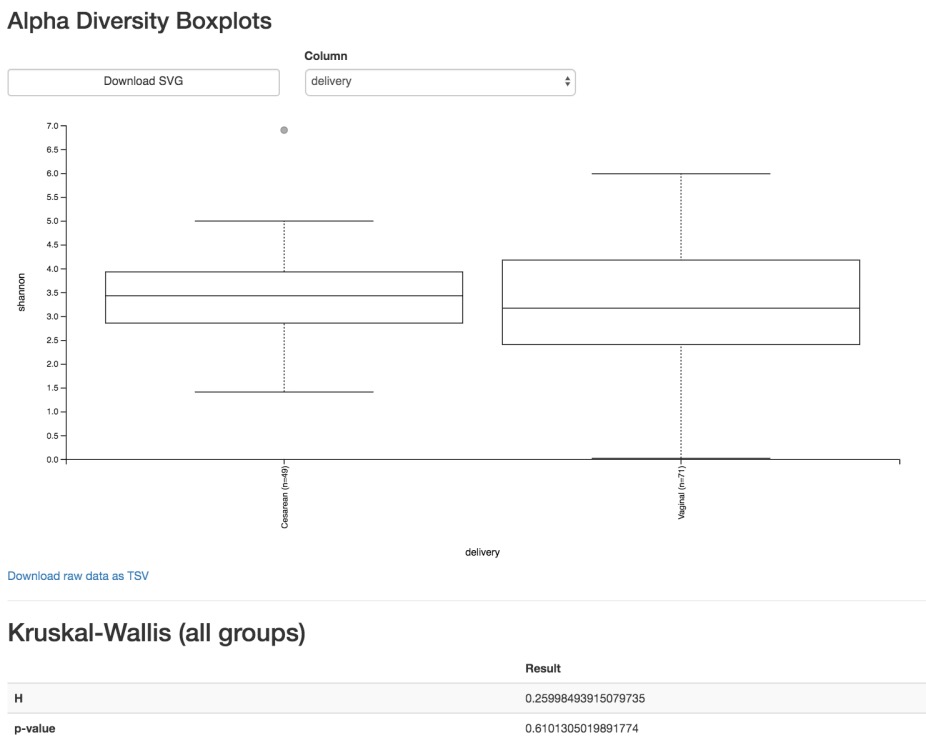 Alpha Diversity Boxplots
Column
Download SVG
delivery
7.0
6.5
6.0
5.5
5.0
4.5
4.0
3.5
3.0
2.5
2.0
1.5
1.0
0.5
0.0
shannon
Cesarean (n=49)
Vaginal (n=71)
delivery
Download raw data as TSV
Kruskal-Wallis (all groups)
Result
H 0.25998493915079735
p-value 0.6101305019891774